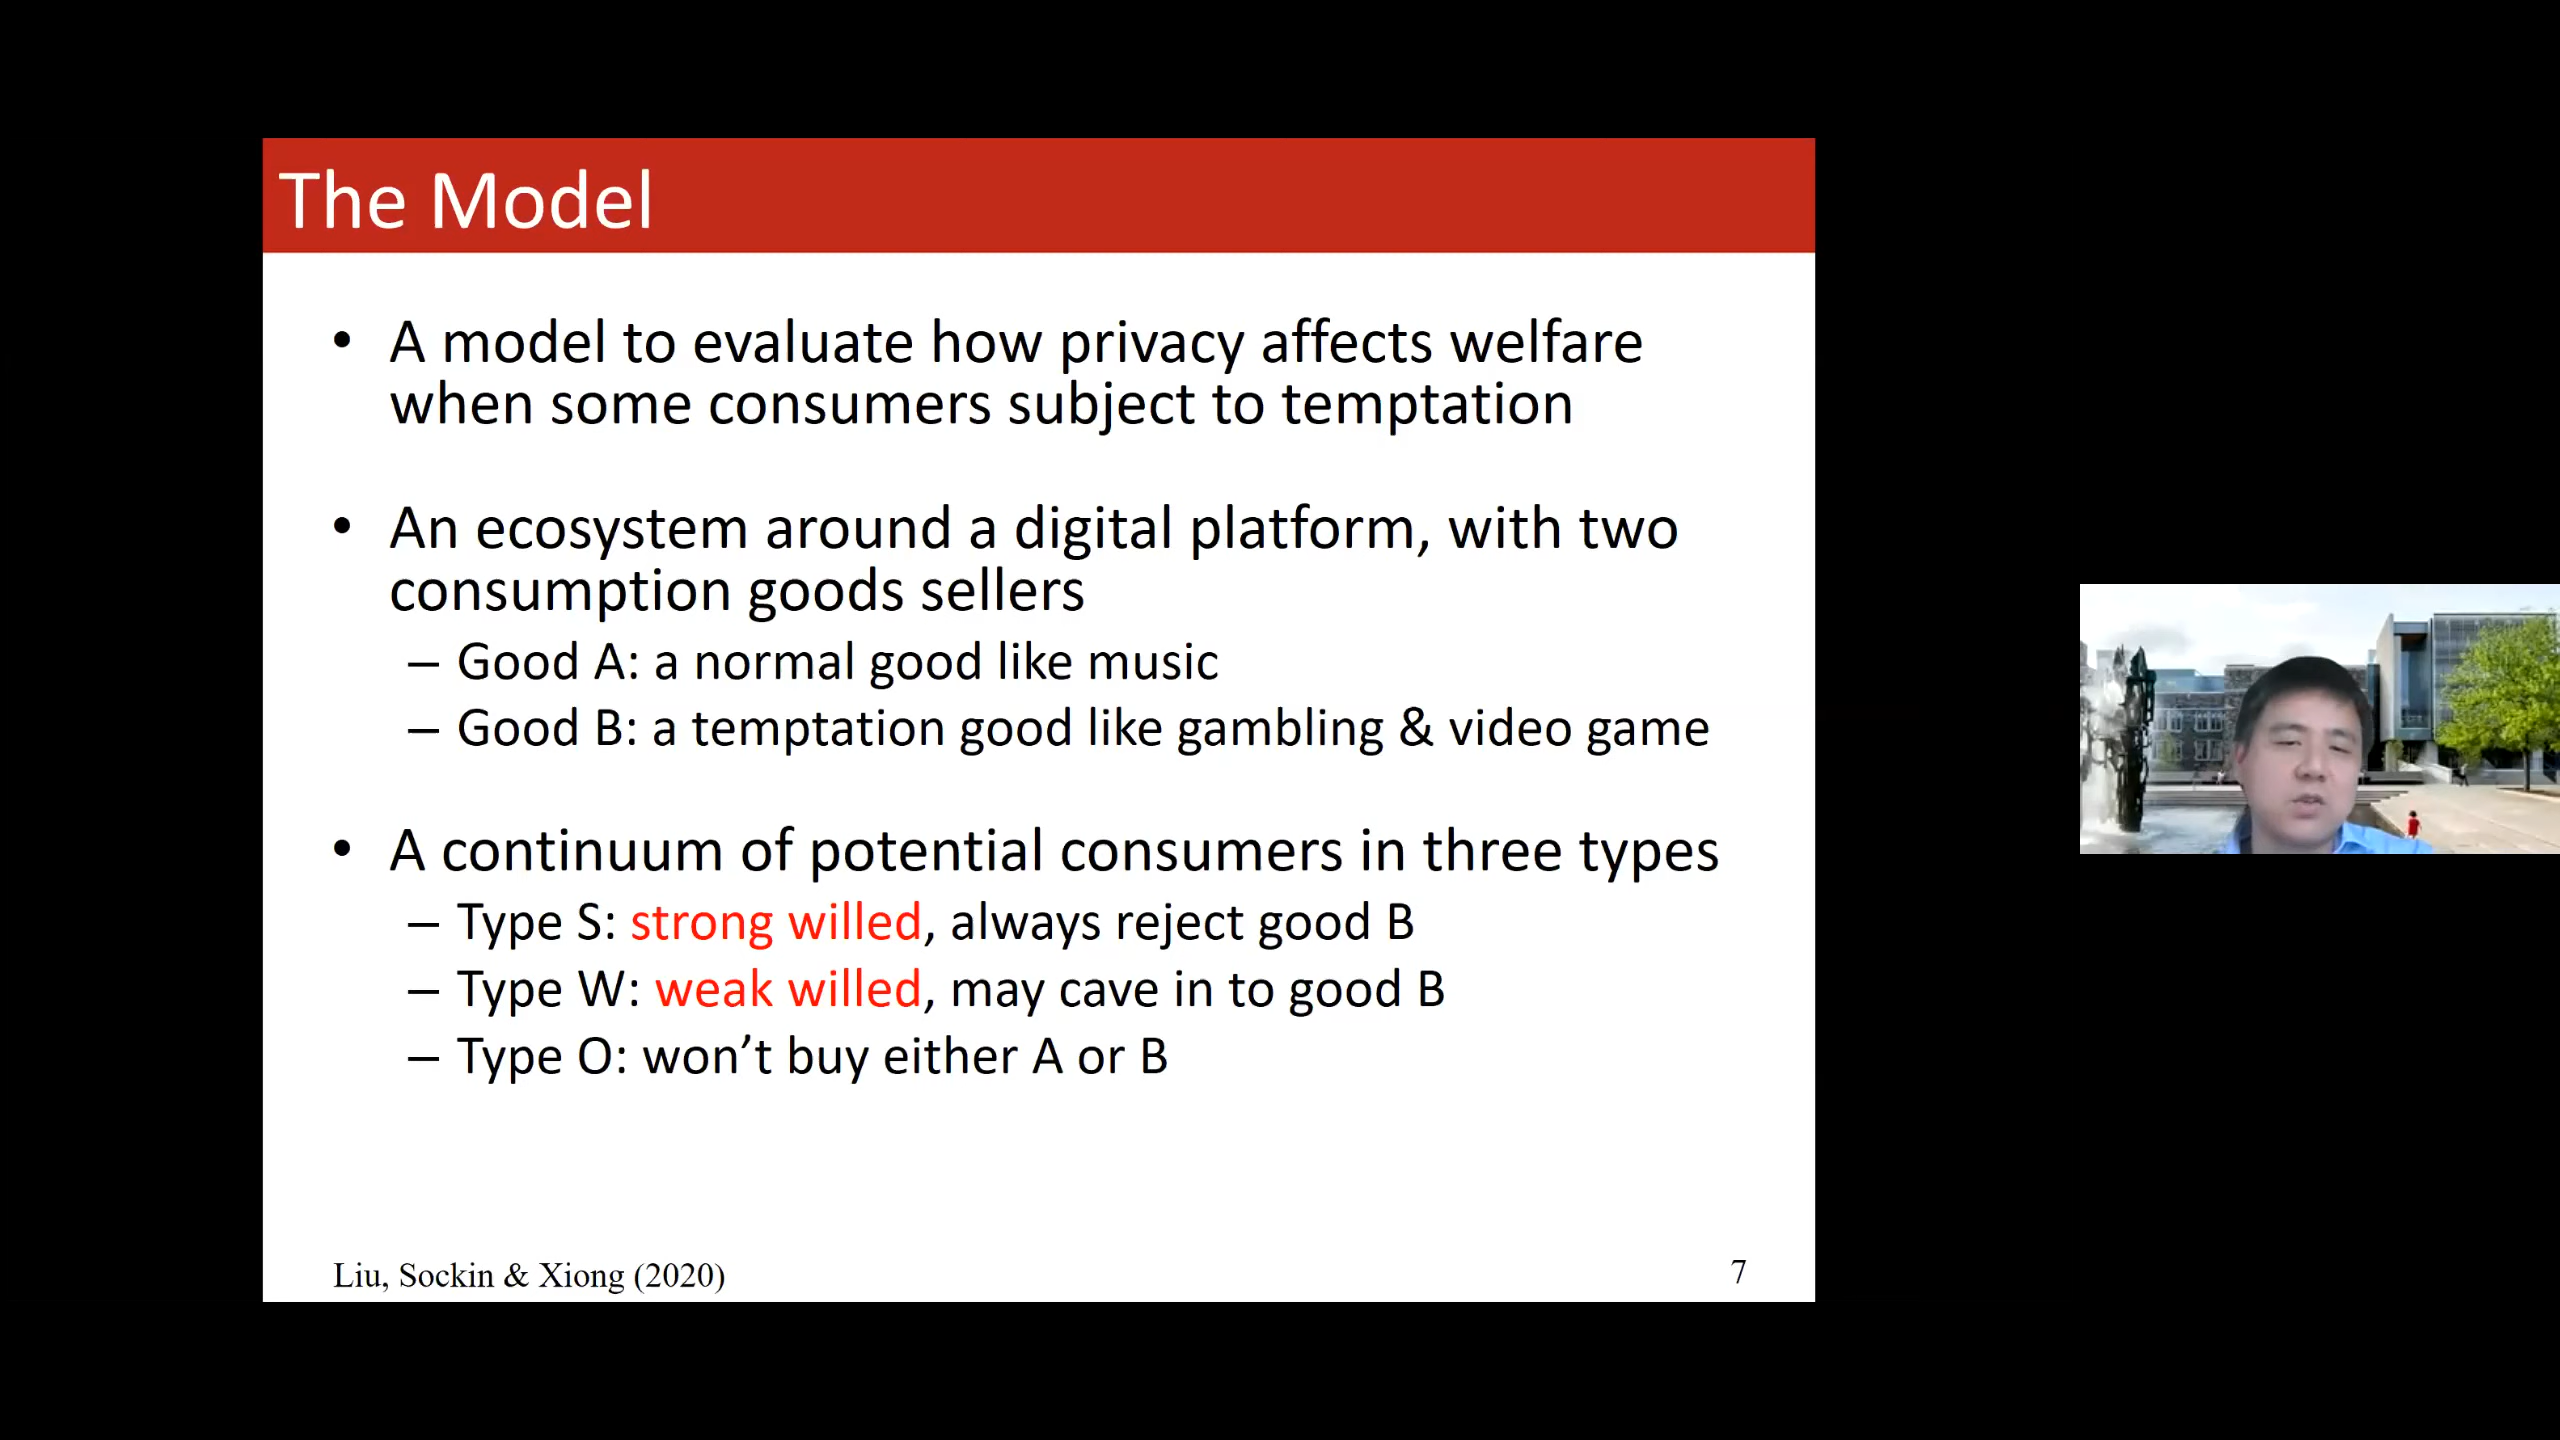 The Model
• A model to evaluate how privacy affects welfare
when some consumers subject to temptation
• An ecosystem around a digital platform, with two
consumption goods sellers
– Good A: a normal good like music
– Good B: a temptation good like gambling & video game
• A continuum of potential consumers in three types
– Type S: strong willed, always reject good B
– Type W: weak willed, may cave in to good B
– Type O: won’t buy either A or B
Liu, Sockin & Xiong (2020)
7